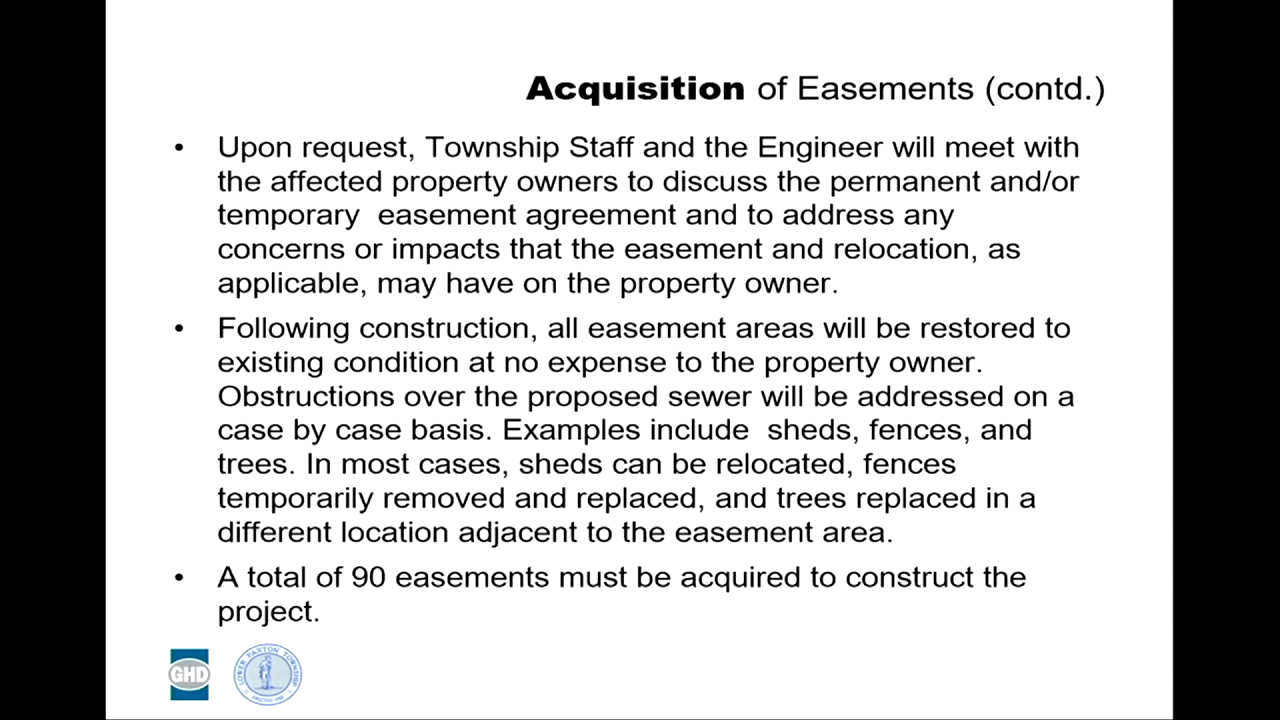 Acquisition of Easements (contd.)
• Upon request, Township Staff and the Engineer will meet with
the affected property owners to discuss the permanent and/or
temporary  easement agreement and to address any
concerns or impacts that the easement and relocation, as
applicable, may have on the property owner.
• Following construction, all easement areas will be restored to
existing condition at no expense to the property owner.
Obstructions over the proposed sewer will be addressed on a
case by case basis. Examples include  sheds, fences, and
trees. In most cases, sheds can be relocated, fences
temporarily removed and replaced, and trees replaced in a
different location adjacent to the easement area.
• A total of 90 easements must be acquired to construct the
project.
GHD
LOWER PAXTON TOWNSHIP